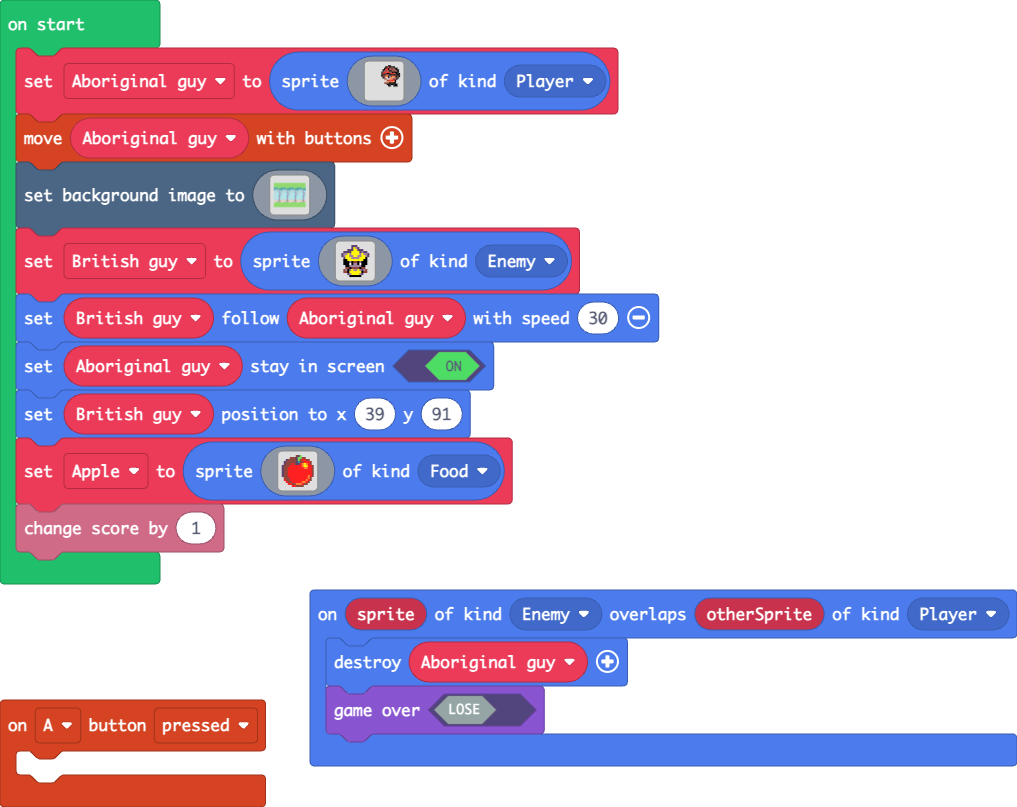 on start
set Aboriginal guy to sprite of kind Player
move Aboriginal guy with buttons
set background image to
set British guy to sprite of kind Enemy
set British guy follow Aboriginal guy with speed 30
set Aboriginal guy stay in screen ON
set British guy position to x 39 y 91
set Apple to sprite of kind Food
change score by 1
on sprite of kind Enemy overlaps otherSprite of kind Player
destroy Aboriginal guy
game over LOSE
on A button pressed